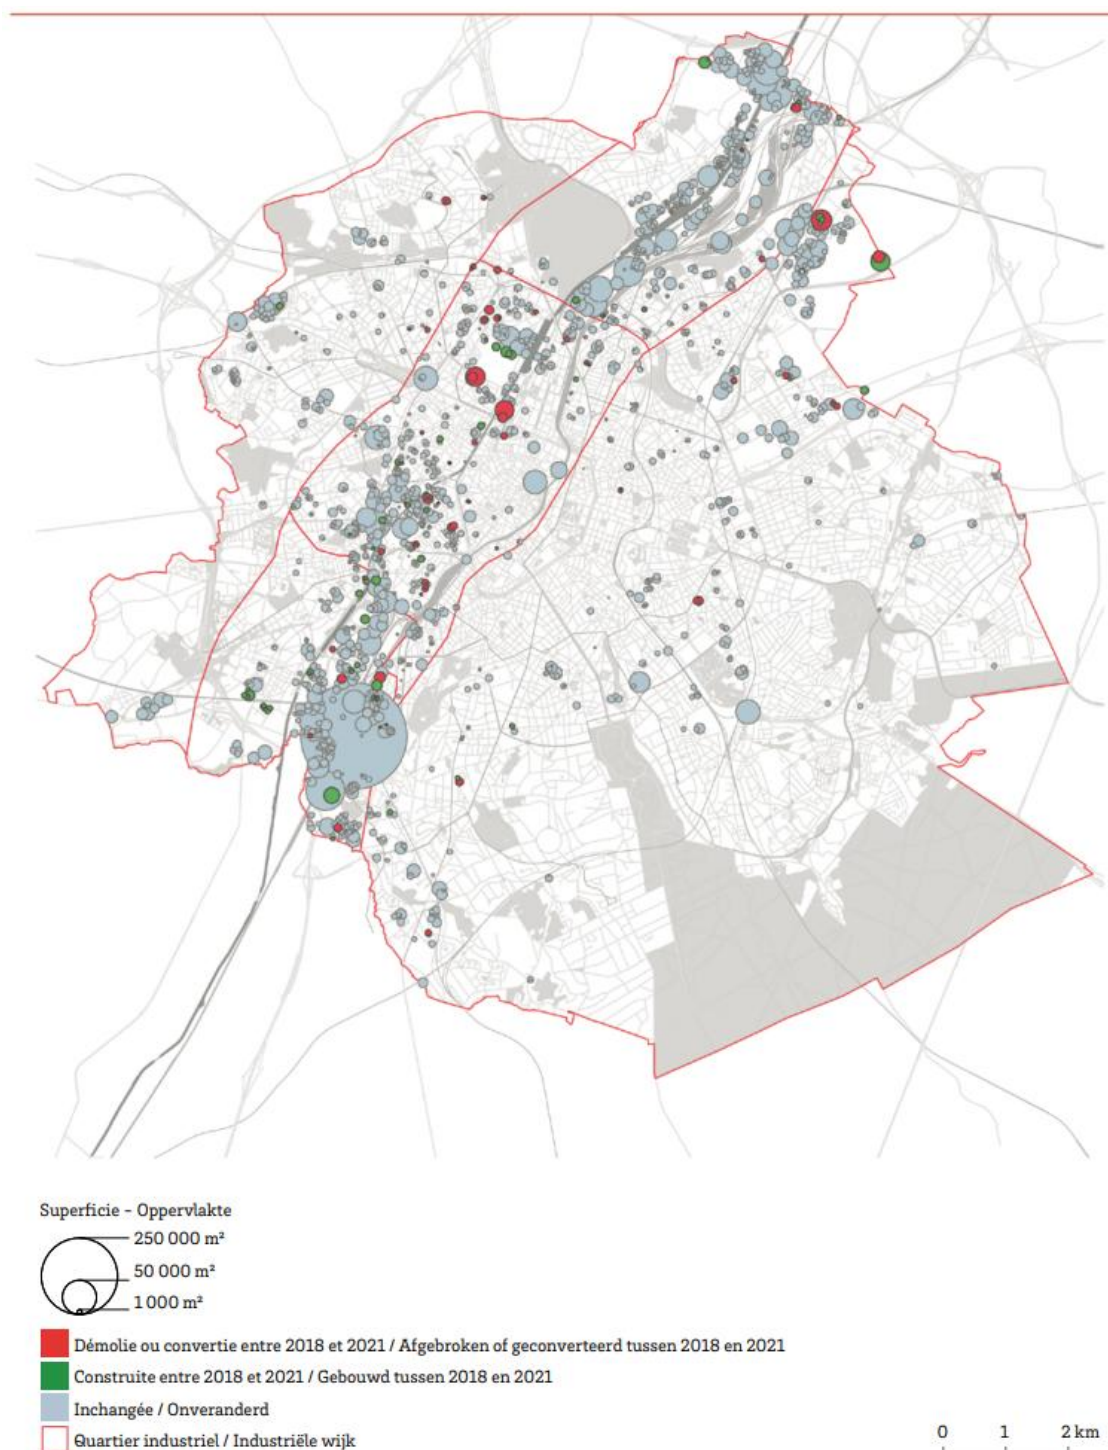 Superficie - Oppervlakte
250 000 m²
50 000 m²
1 000 m²
Démolie ou convertie entre 2018 et 2021 / Afgebroken of geconverteerd tussen 2018 en 2021
Construite entre 2018 et 2021 / Gebouwd tussen 2018 en 2021
Inchangée / Onveranderd
Quartier industriel / Industriële wijk
0 1 2 km